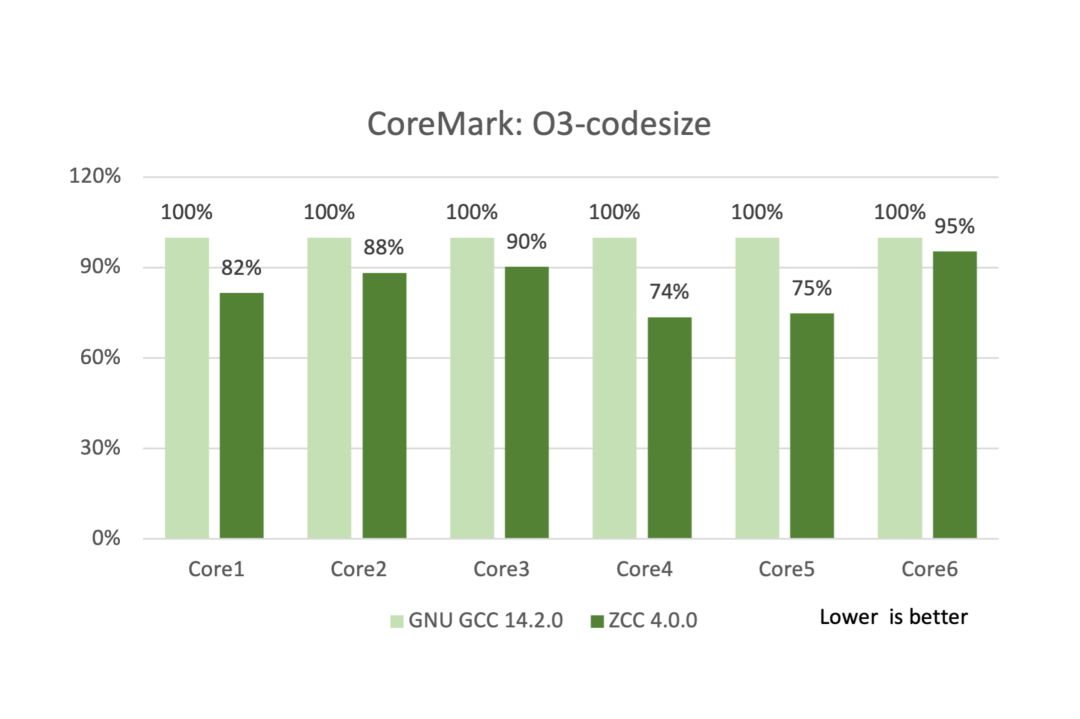 CoreMark: O3-codesize
120%
100% 100% 100% 100% 100% 100% 95%
88% 90%
90% 82%
74% 75%
60%
30%
0%
Core1 Core2 Core3 Core4 Core5 Core6
GNU GCC 14.2.0 ZCC 4.0.0 Lower is better